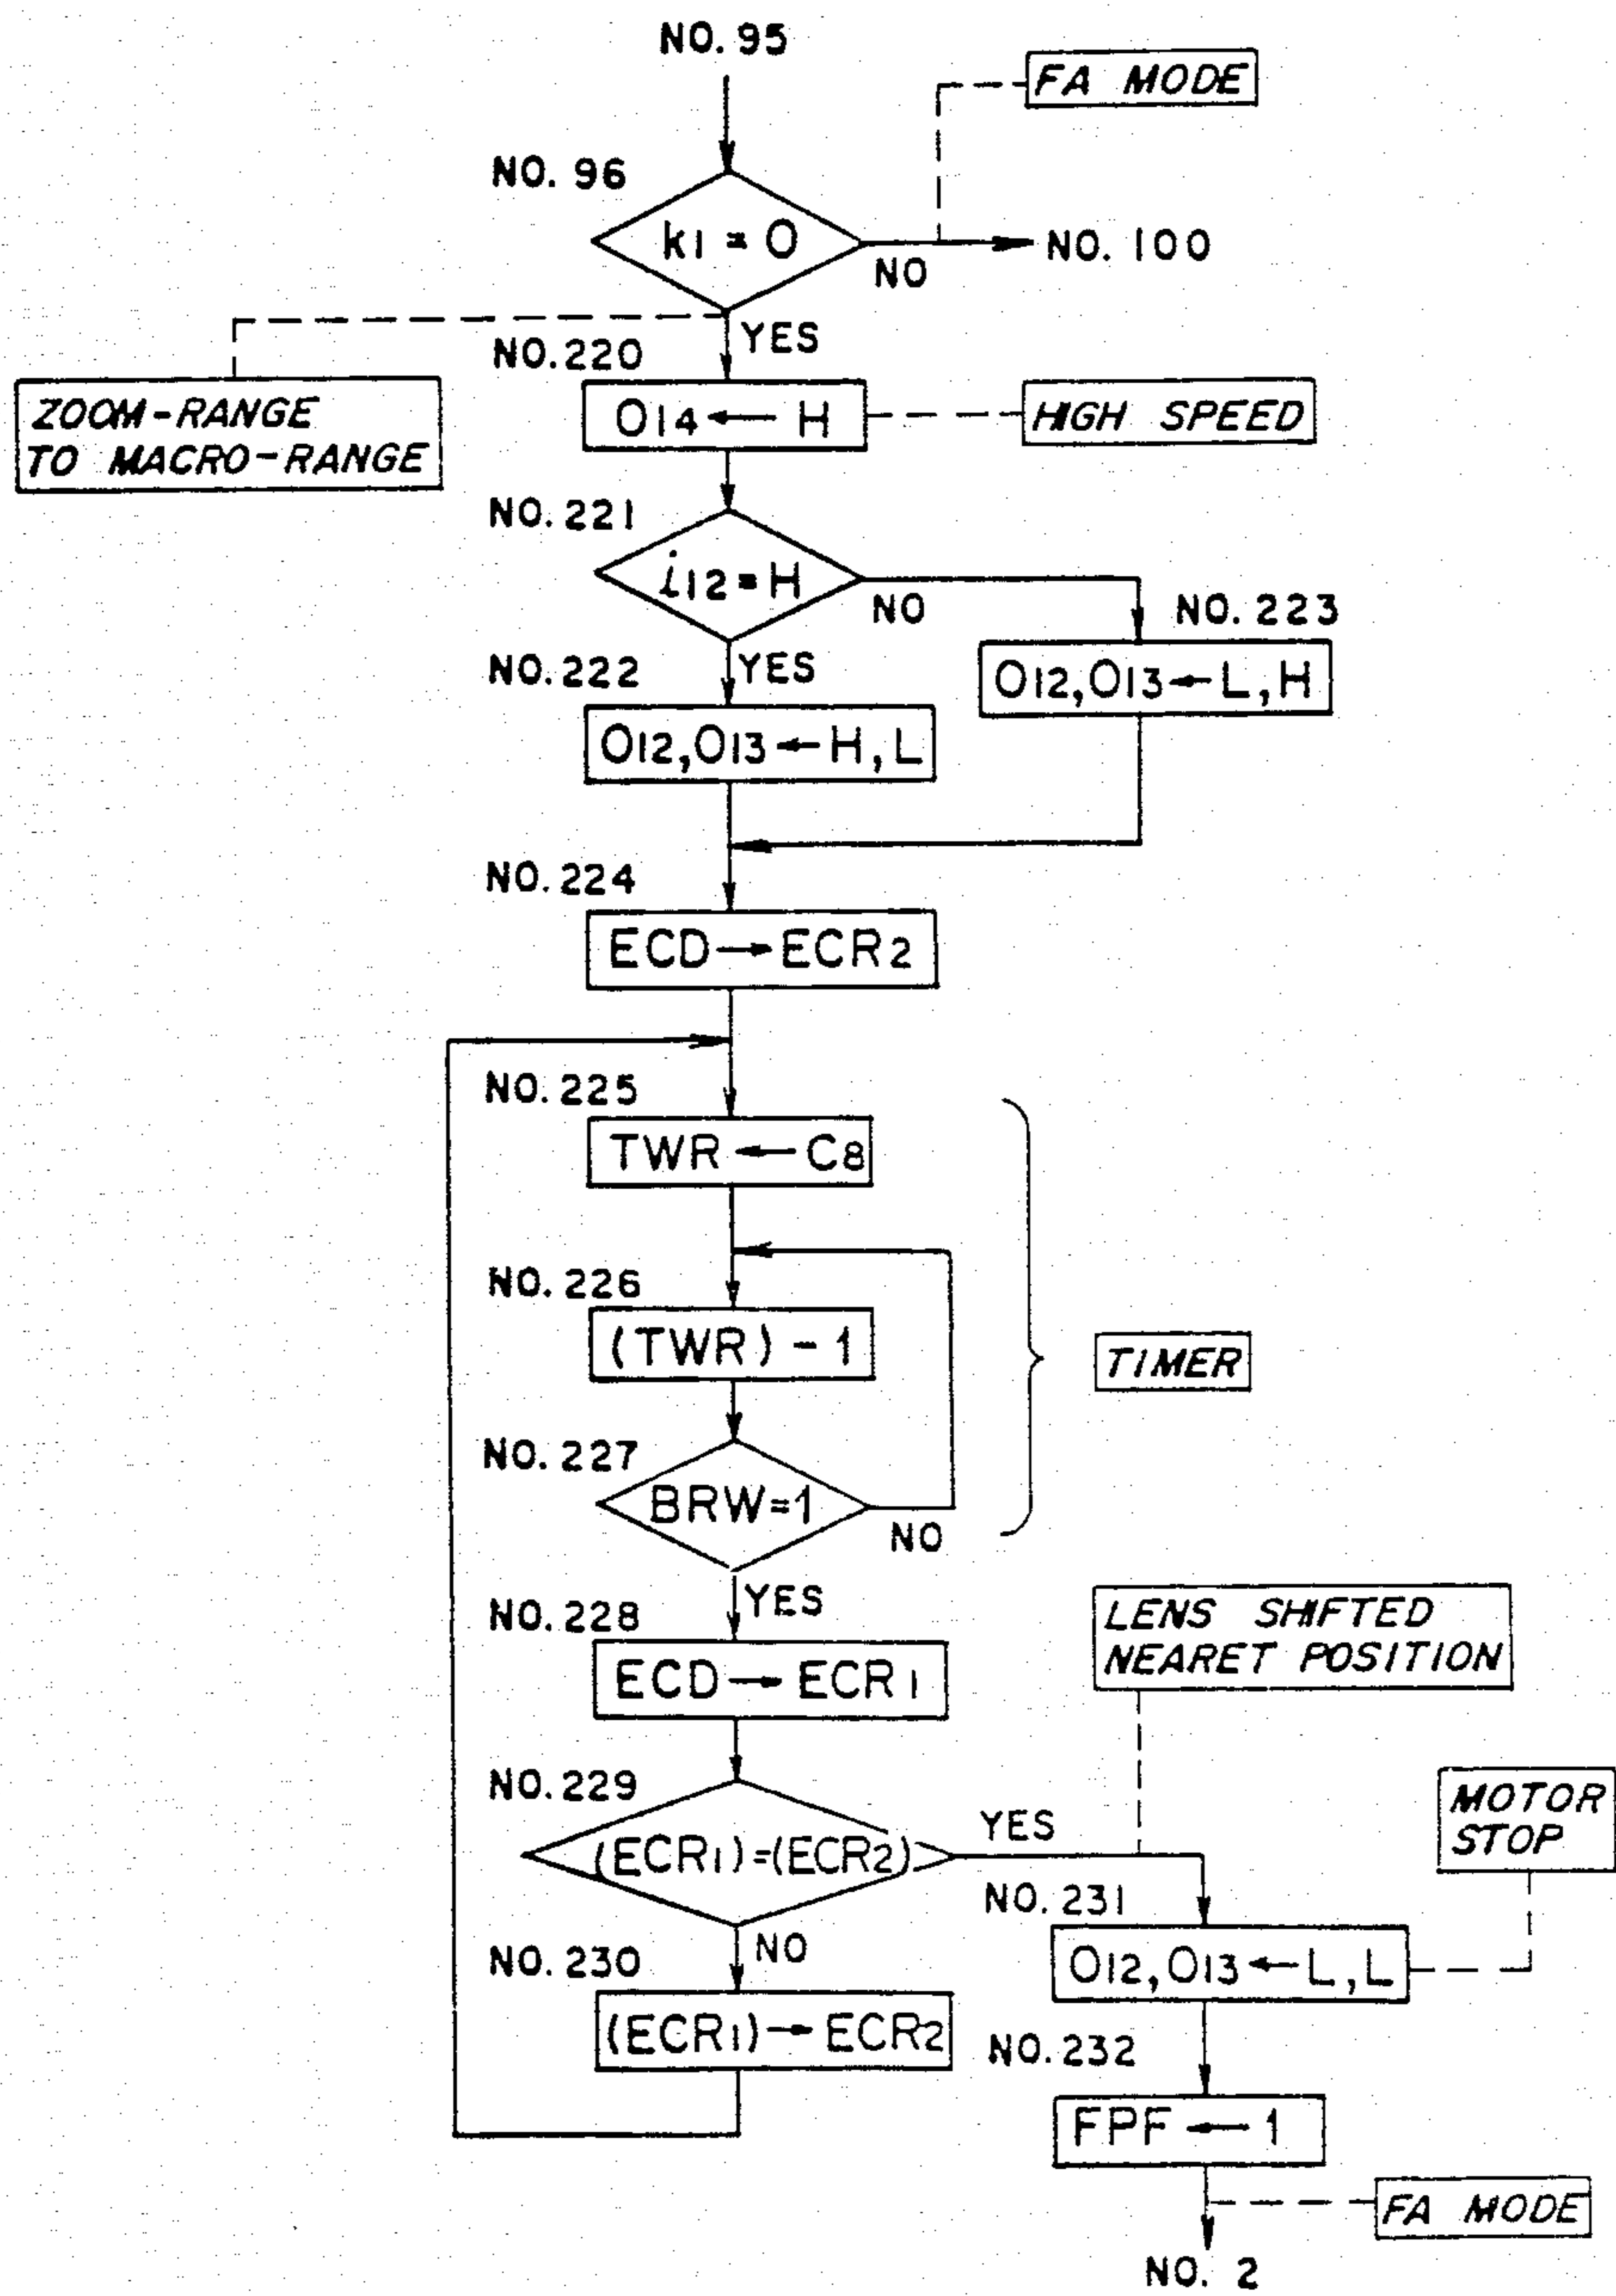 NO. 95
FA MODE
NO. 96
k1 = 0
NO
NO. 100
YES
NO. 220
ZOOM-RANGE
TO MACRO-RANGE
O14 ← H
HIGH SPEED
NO. 221
i12 = H
NO
NO. 223
YES
NO. 222
O12, O13 ← L, H
O12, O13 ← H, L
NO. 224
ECD → ECR2
NO. 225
TWR ← C8
NO. 226
(TWR) - 1
TIMER
NO. 227
BRW = 1
NO
YES
NO. 228
LENS SHIFTED
NEARET POSITION
ECD → ECR1
NO. 229
(ECR1) = (ECR2)
YES
MOTOR
STOP
NO. 231
NO
NO. 230
O12, O13 ← L, L
(ECR1) → ECR2
NO. 232
FPF ← 1
FA MODE
NO. 2